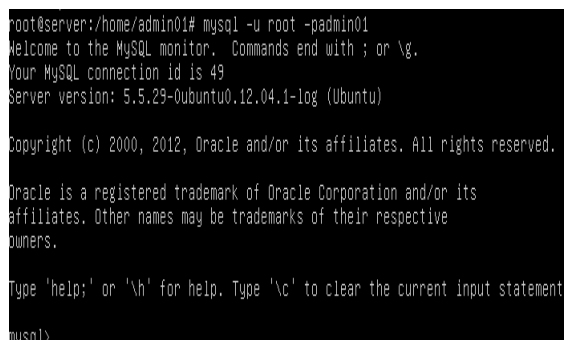 root@server:/home/admin01# mysql -u root -padmin01
Welcome to the MySQL monitor.  Commands end with ; or \g.
Your MySQL connection id is 49
Server version: 5.5.29-0ubuntu0.12.04.1-log (Ubuntu)
Copyright (c) 2000, 2012, Oracle and/or its affiliates. All rights reserved.
Oracle is a registered trademark of Oracle Corporation and/or its
affiliates. Other names may be trademarks of their respective
owners.
Type 'help;' or '\h' for help. Type '\c' to clear the current input statement
mysql>